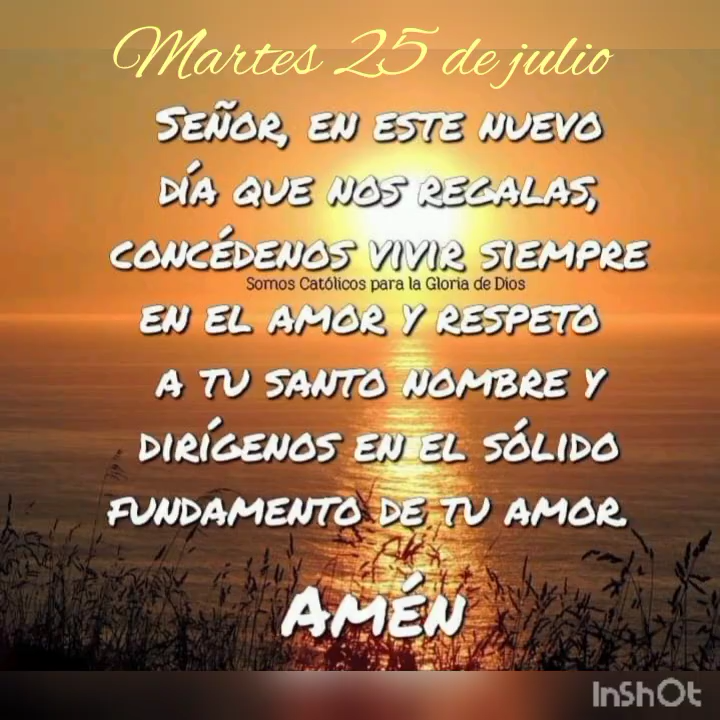 Martes 25 de julio
Señor, en este nuevo
día que nos regalas,
concédenos vivir siempre
Somos Católicos para la Gloria de Dios
en el amor y respeto
a tu santo nombre y
dirígenos en el sólido
fundamento de tu amor.
Amén
InShOt